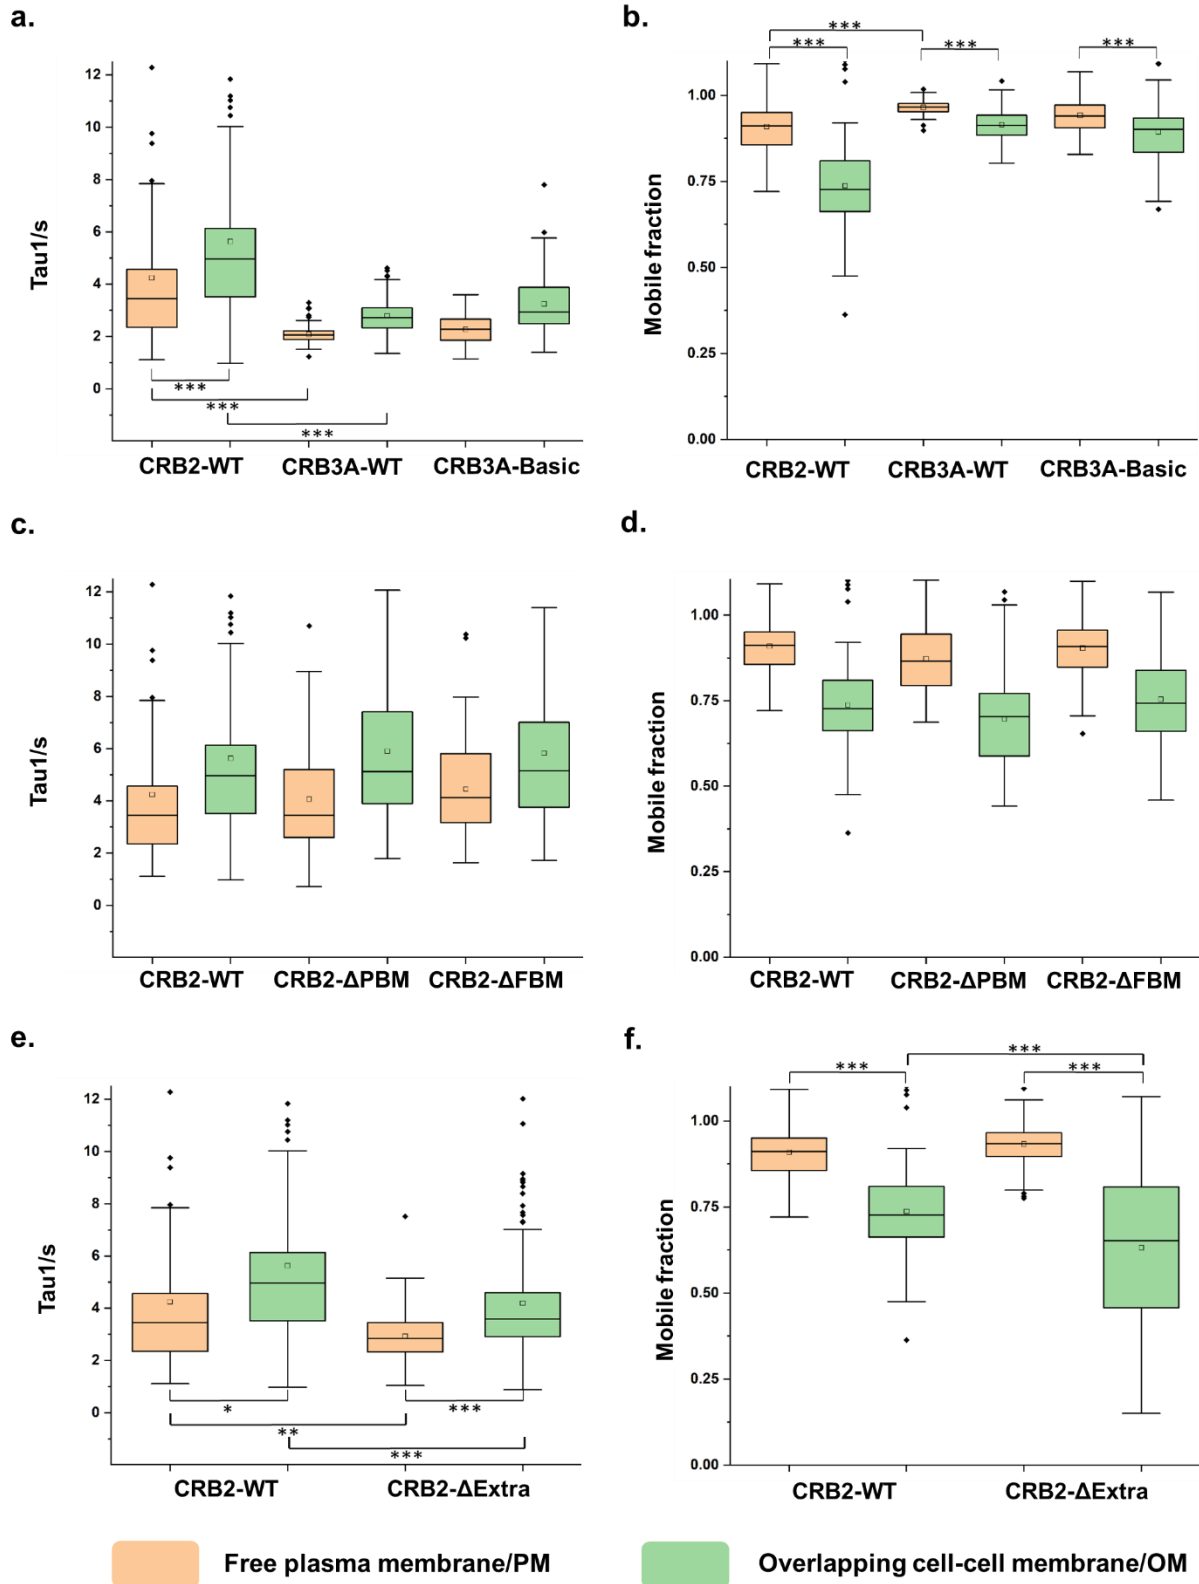 a.
b.
***
***
***
***
12
10
8
6
4
2
0
Tau1/s
***
***
***
CRB2-WT CRB3A-WT CRB3A-Basic
1.00
0.75
0.50
0.25
0.00
Mobile fraction
CRB2-WT CRB3A-WT CRB3A-Basic
c.
d.
12
10
8
6
4
2
0
Tau1/s
CRB2-WT CRB2-ΔPBM CRB2-ΔFBM
1.00
0.75
0.50
0.25
0.00
Mobile fraction
CRB2-WT CRB2-ΔPBM CRB2-ΔFBM
e.
f.
12
10
8
6
4
2
0
Tau1/s
*
***
**
***
CRB2-WT CRB2-ΔExtra
***
***
***
1.00
0.75
0.50
0.25
0.00
Mobile fraction
CRB2-WT CRB2-ΔExtra
Free plasma membrane/PM
Overlapping cell-cell membrane/OM